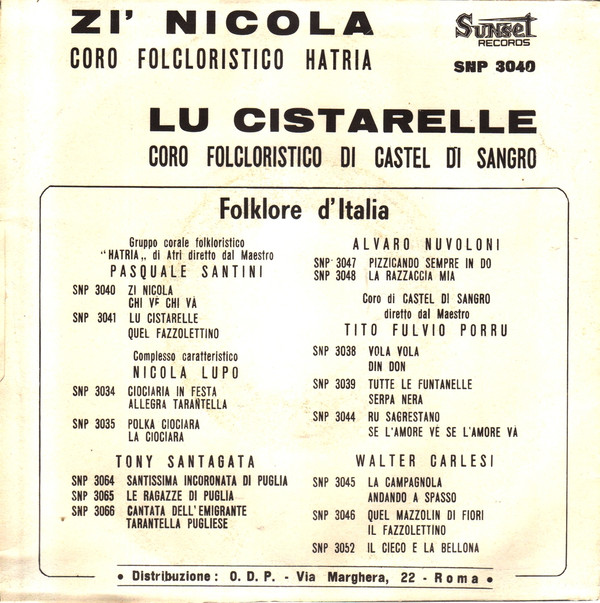 ZI' NICOLA
CORO FOLCLORISTICO HATRIA
Sunset
RECORDS
SNP 3040
LU CISTARELLE
CORO FOLCLORISTICO DI CASTEL DI SANGRO
Folklore d'Italia
Gruppo corale folkloristico
"HATRIA„ di Atri diretto dal Maestro
PASQUALE SANTINI
SNP 3040 ZI NICOLA
CHI VE CHI VÀ
SNP 3041 LU CISTARELLE
QUEL FAZZOLETTINO
Complesso caratteristico
NICOLA LUPO
SNP 3034 CIOCIARIA IN FESTA
ALLEGRA TARANTELLA
SNP 3035 POLKA CIOCIARA
LA CIOCIARA
TONY SANTAGATA
SNP 3064 SANTISSIMA INCORONATA DI PUGLIA
SNP 3065 LE RAGAZZE DI PUGLIA
SNP 3066 CANTATA DELL'EMIGRANTE
TARANTELLA PUGLIESE
ALVARO NUVOLONI
SNP 3047 PIZZICANDO SEMPRE IN DO
SNP 3048 LA RAZZACCIA MIA
Coro di CASTEL DI SANGRO
diretto dal Maestro
TITO FULVIO PORRU
SNP 3038 VOLA VOLA
DIN DON
SNP 3039 TUTTE LE FUNTANELLE
SERPA NERA
SNP 3044 RU SAGRESTANO
SE L'AMORE VÈ SE L'AMORE VÀ
WALTER CARLESI
SNP 3045 LA CAMPAGNOLA
ANDANDO A SPASSO
SNP 3046 QUEL MAZZOLIN DI FIORI
IL FAZZOLETTINO
SNP 3052 IL CIECO E LA BELLONA
• Distribuzione: O. D. P. - Via Marghera, 22 - Roma •